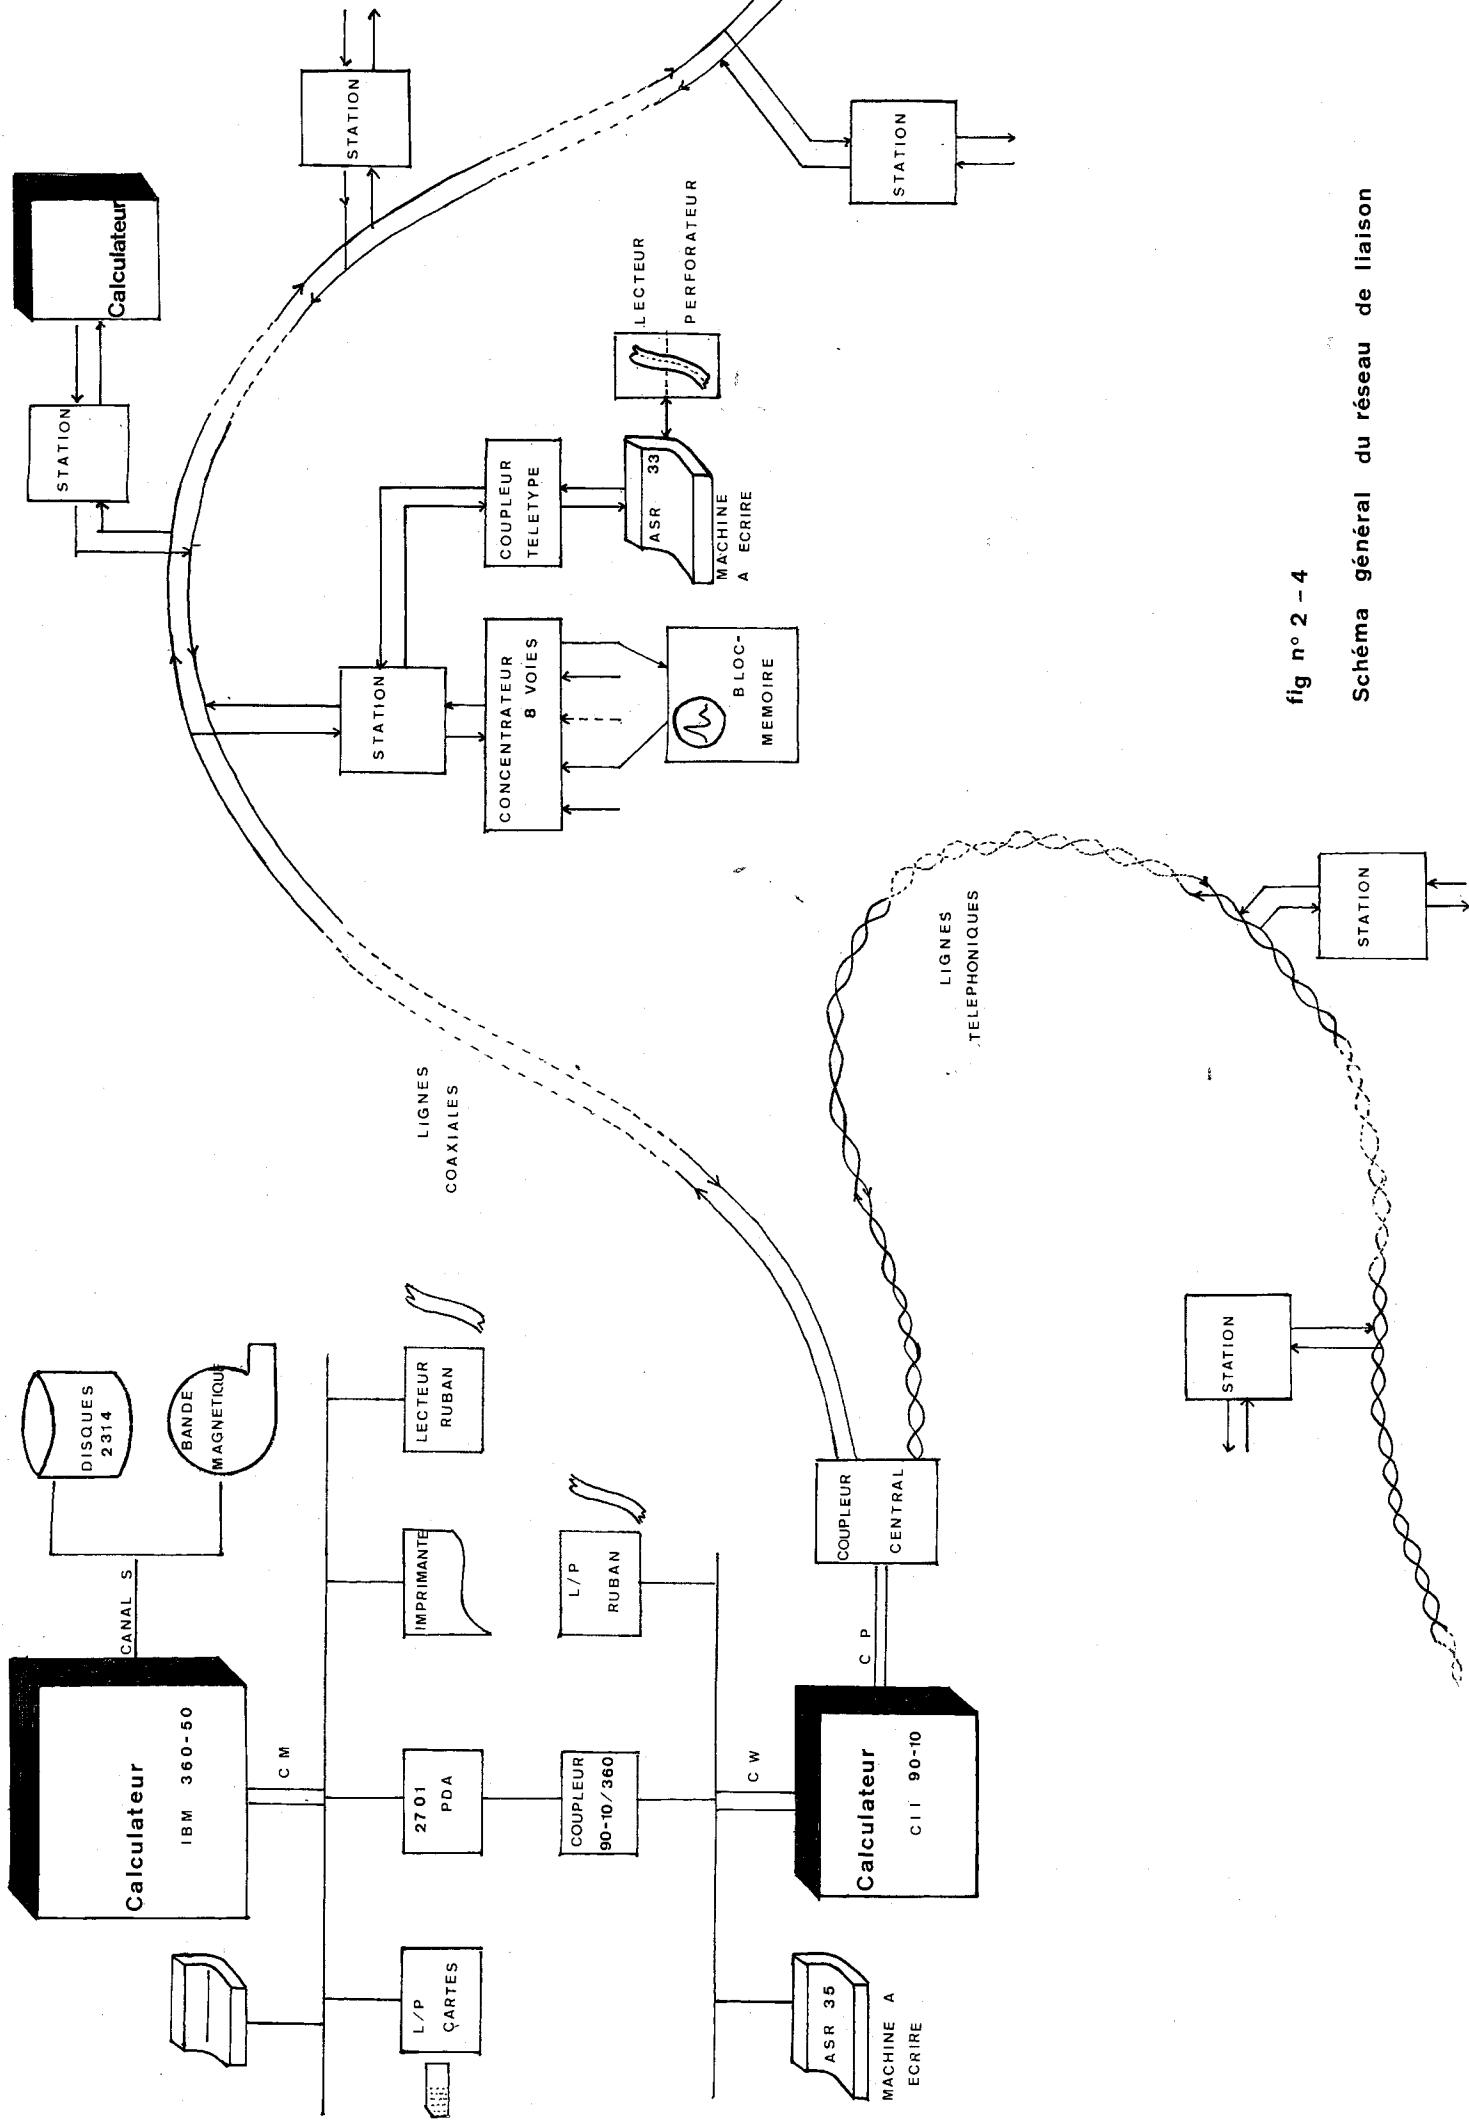 DISQUES
2314
BANDE
MAGNETIQUE
CANAL S
Calculateur
IBM 360-50
C M
L/P
CARTES
2701
PDA
IMPRIMANTE
LECTEUR
RUBAN
COUPLEUR
90-10/360
L/P
RUBAN
C W
ASR 35
MACHINE A
ECRIRE
Calculateur
CII 90-10
C P
COUPLEUR
CENTRAL
LIGNES
COAXIALES
LIGNES
TELEPHONIQUES
STATION
CONCENTRATEUR
8 VOIES
BLOC-
MEMOIRE
COUPLEUR
TELETYPE
ASR 33
MACHINE
A ECRIRE
LECTEUR
PERFORATEUR
STATION
Calculateur
STATION
STATION
STATION
STATION
fig n° 2-4
Schéma général du réseau de liaison